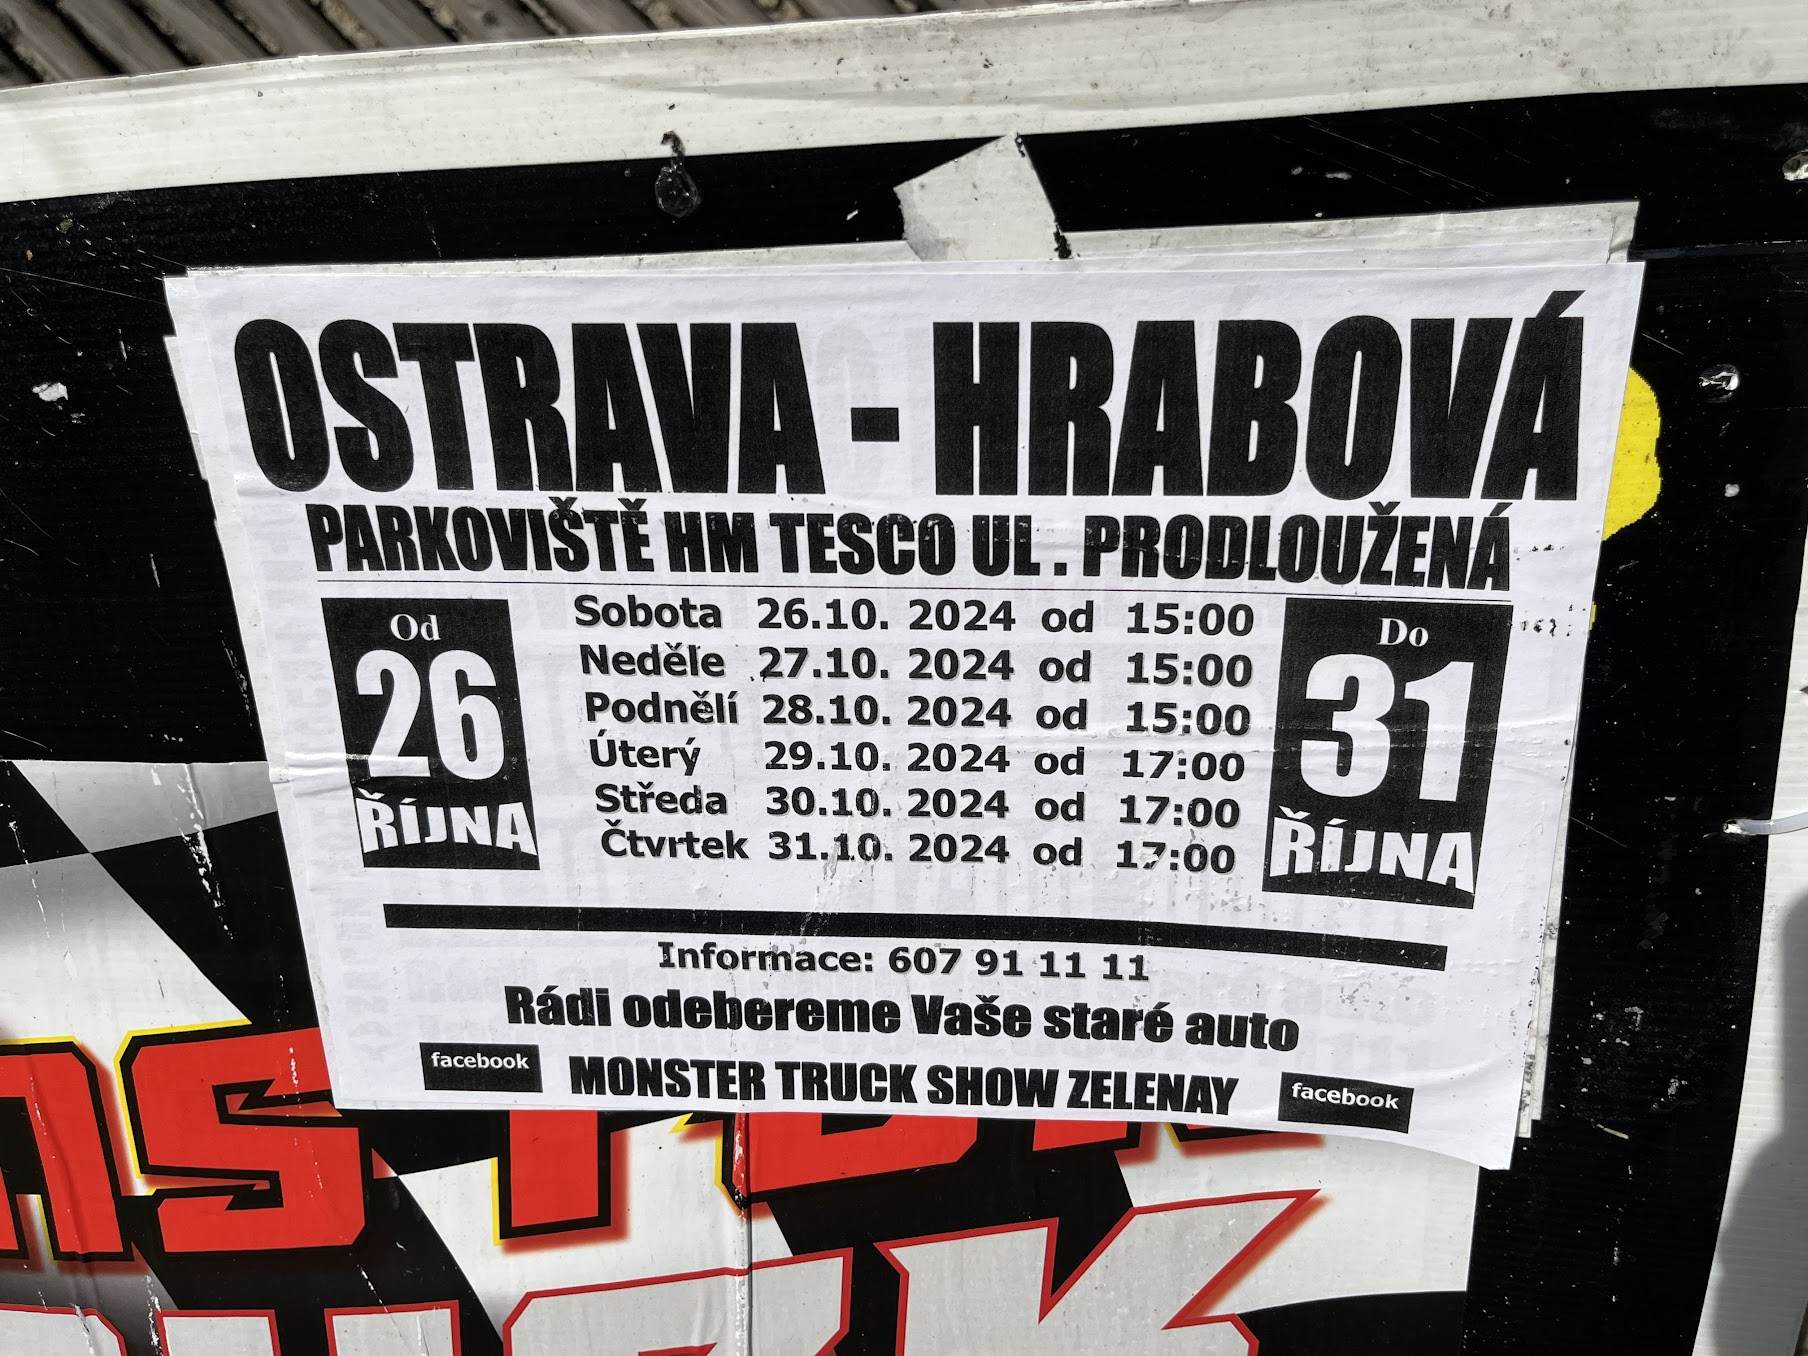 OSTRAVA - HRABOVÁ
PARKOVIŠTĚ HM TESCO UL. PRODLOUŽENÁ
Od
26
ŘÍJNA
Sobota 26.10. 2024 od 15:00
Neděle 27.10. 2024 od 15:00
Podnělí 28.10. 2024 od 15:00
Úterý 29.10. 2024 od 17:00
Středa 30.10. 2024 od 17:00
Čtvrtek 31.10. 2024 od 17:00
Do
31
ŘÍJNA
Informace: 607 91 11 11
Rádi odebereme Vaše staré auto
facebook MONSTER TRUCK SHOW ZELENAY facebook